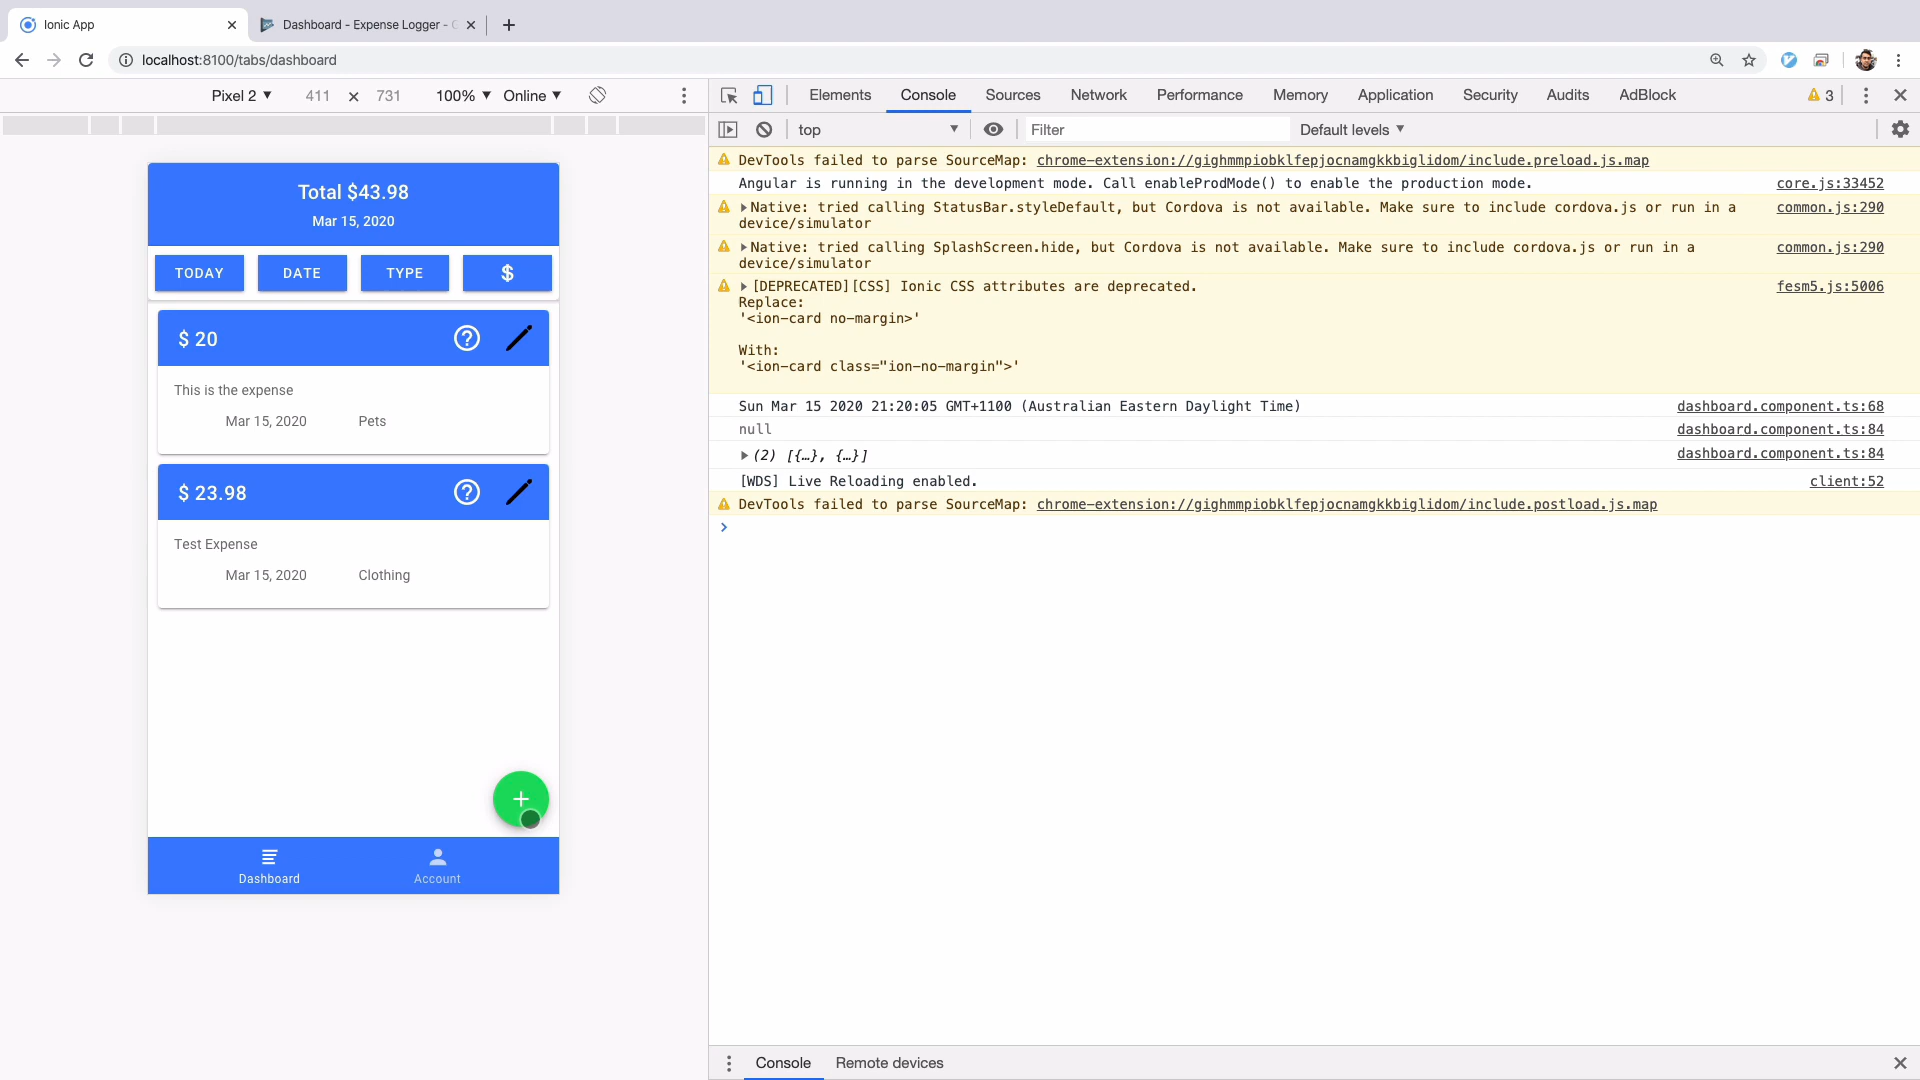 Ionic App
Dashboard - Expense Logger -
localhost:8100/tabs/dashboard
Pixel 2 411 x 731 100% Online
Elements Console Sources Network Performance Memory Application Security Audits AdBlock 3
top Filter Default levels
DevTools failed to parse SourceMap: chrome-extension://gighmmpiobklfepjocnamgkkbiglidom/include.preload.js.map
Angular is running in the development mode. Call enableProdMode() to enable the production mode. core.js:33452
Native: tried calling StatusBar.styleDefault, but Cordova is not available. Make sure to include cordova.js or run in a common.js:290
device/simulator
Native: tried calling SplashScreen.hide, but Cordova is not available. Make sure to include cordova.js or run in a common.js:290
device/simulator
[DEPRECATED][CSS] Ionic CSS attributes are deprecated. fesm5.js:5006
Replace:
'<ion-card no-margin>'
With:
'<ion-card class="ion-no-margin">'
Sun Mar 15 2020 21:20:05 GMT+1100 (Australian Eastern Daylight Time) dashboard.component.ts:68
null dashboard.component.ts:84
(2) [{…}, {…}] dashboard.component.ts:84
[WDS] Live Reloading enabled. client:52
DevTools failed to parse SourceMap: chrome-extension://gighmmpiobklfepjocnamgkkbiglidom/include.postload.js.map
Total $43.98
Mar 15, 2020
TODAY DATE TYPE $
$ 20
This is the expense
Mar 15, 2020 Pets
$ 23.98
Test Expense
Mar 15, 2020 Clothing
Dashboard Account
Console Remote devices